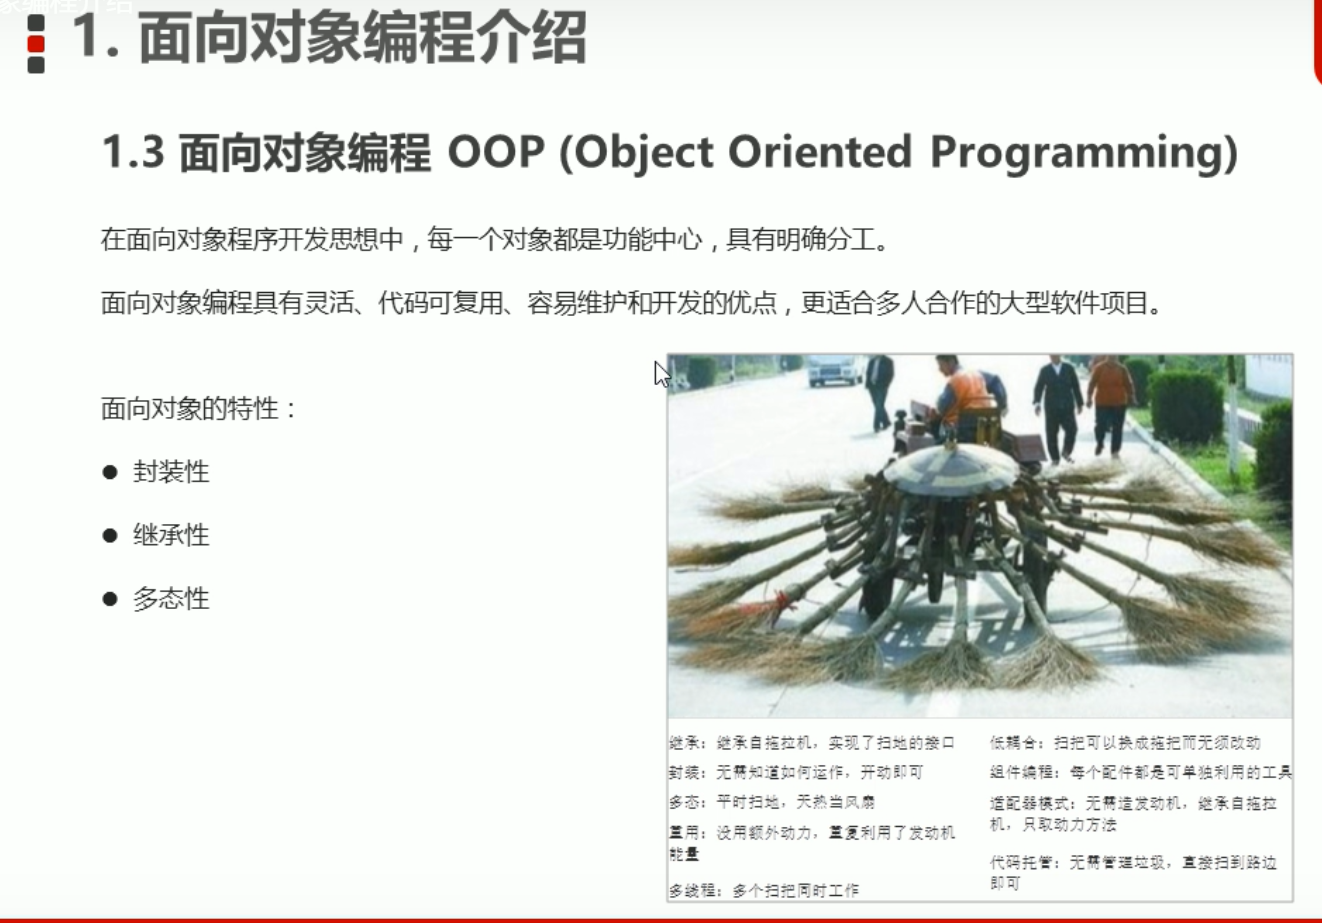 1. 面向对象编程介绍
1.3 面向对象编程 OOP (Object Oriented Programming)
在面向对象程序开发思想中，每一个对象都是功能中心，具有明确分工。
面向对象编程具有灵活、代码可复用、容易维护和开发的优点，更适合多人合作的大型软件项目。
面向对象的特性：
● 封装性
● 继承性
● 多态性
继承：继承自拖拉机，实现了扫地的接口
封装：无需知道如何运作，开动即可
多态：平时扫地，天热当风扇
重用：没用额外动力，重复利用了发动机
能量
多线程：多个扫把同时工作
低耦合：扫把可以换成拖把而无须改动
组件编程：每个配件都是可单独利用的工具
适配器模式：无需造发动机，继承自拖拉
机，只取动力方法
代码托管：无需管理垃圾，直接扫到路边
即可